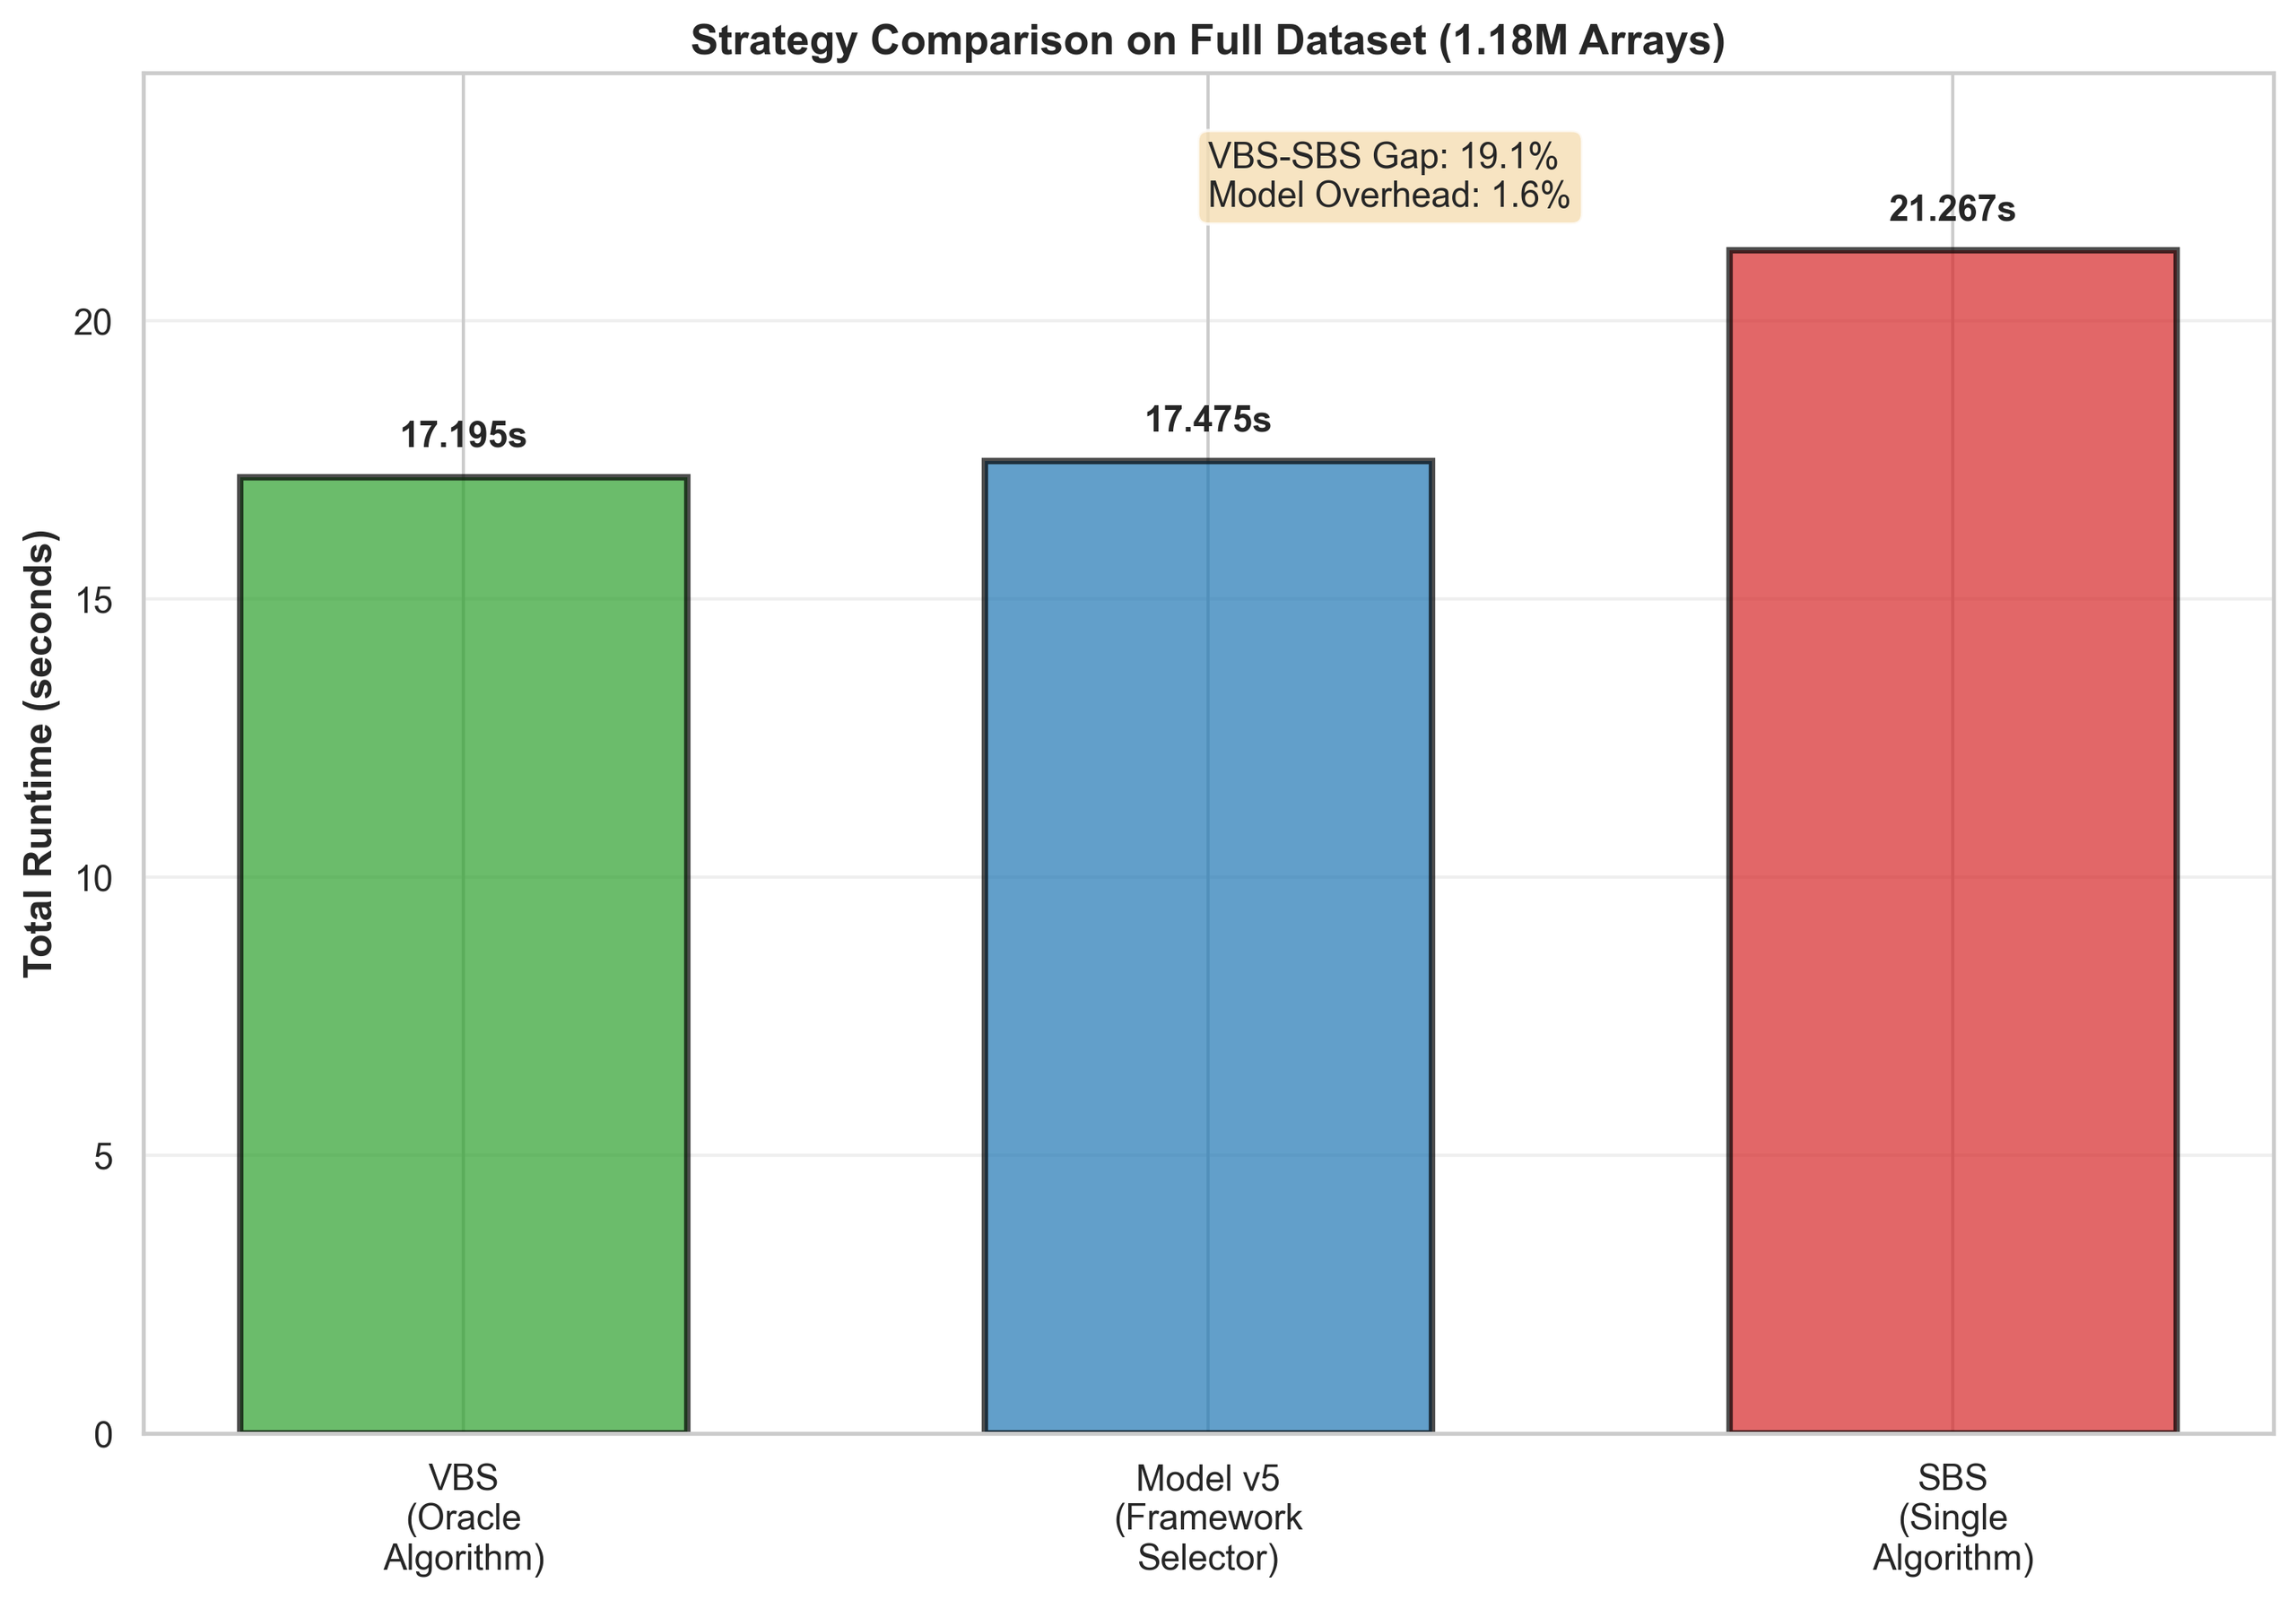 Strategy Comparison on Full Dataset (1.18M Arrays)
VBS-SBS Gap: 19.1%
Model Overhead: 1.6%
17.195s
17.475s
21.267s
Total Runtime (seconds)
20
15
10
5
0
VBS
(Oracle
Algorithm)
Model v5
(Framework
Selector)
SBS
(Single
Algorithm)